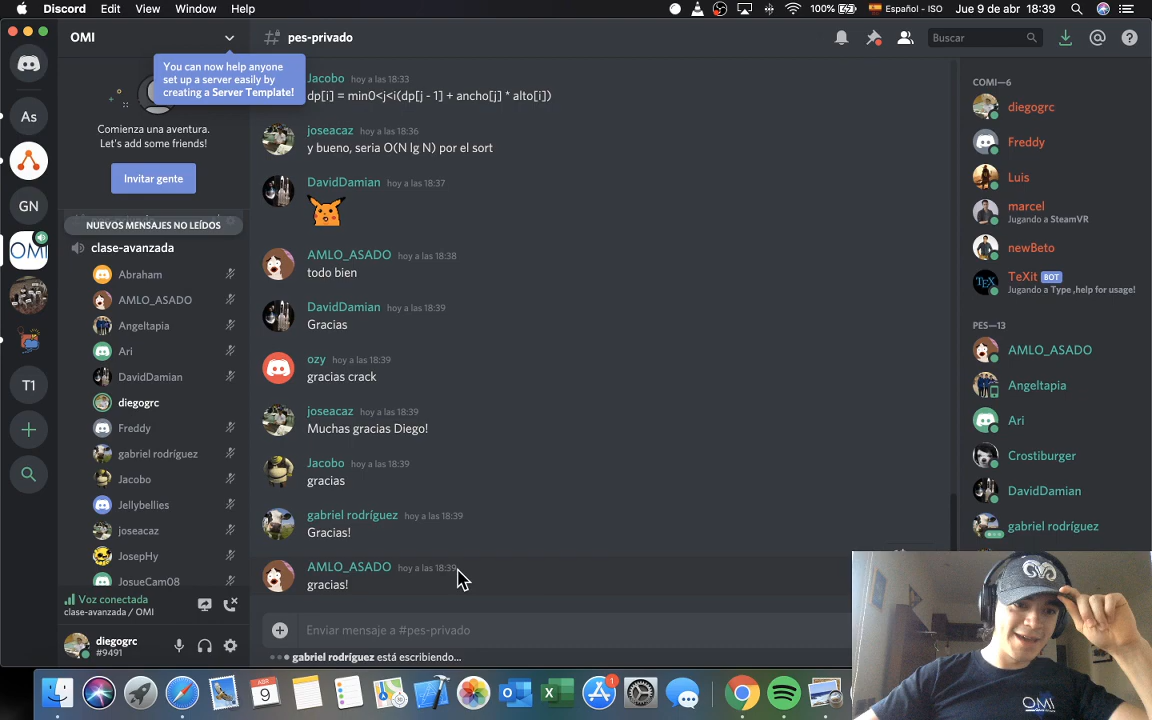 Discord Edit View Window Help
100% Español - ISO Jue 9 de abr 18:39
OMI
You can now help anyone
set up a server easily by
creating a Server Template!
Comienza una aventura.
Let's add some friends!
Invitar gente
NUEVOS MENSAJES NO LEÍDOS
clase-avanzada
Abraham
AMLO_ASADO
Angeltapia
Ari
DavidDamian
diegogrc
Freddy
gabriel rodríguez
Jacobo
Jellybellies
joseacaz
JosepHy
JosueCam08
Voz conectada
clase-avanzada / OMI
diegogrc
#9491
As
GN
OMI
T1
pes-privado
Buscar
Jacobo hoy a las 18:33
dp[i] = min0<j<i(dp[j - 1] + ancho[j] * alto[i])
joseacaz hoy a las 18:36
y bueno, seria O(N lg N) por el sort
DavidDamian hoy a las 18:37
AMLO_ASADO hoy a las 18:38
todo bien
DavidDamian hoy a las 18:39
Gracias
ozy hoy a las 18:39
gracias crack
joseacaz hoy a las 18:39
Muchas gracias Diego!
Jacobo hoy a las 18:39
gracias
gabriel rodríguez hoy a las 18:39
Gracias!
AMLO_ASADO hoy a las 18:39
gracias!
Enviar mensaje a #pes-privado
gabriel rodríguez está escribiendo...
COMI—6
diegogrc
Freddy
Luis
marcel
Jugando a SteamVR
newBeto
TeXit BOT
Jugando a Type ,help for usage!
PES—13
AMLO_ASADO
Angeltapia
Ari
Crostiburger
DavidDamian
gabriel rodríguez
OMI
ABR
9
1